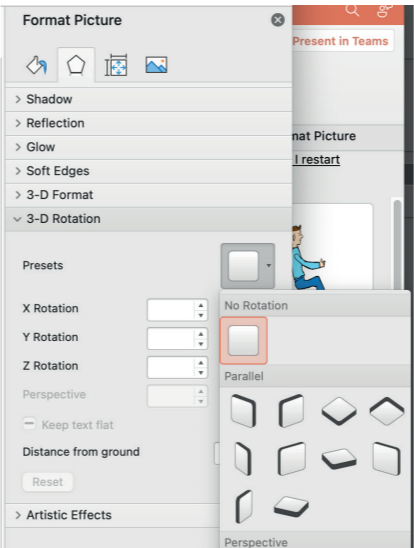 Format Picture
Present in Teams
Shadow
Reflection
Glow
Picture
I restart
Soft Edges
3-D Format
3-D Rotation
Presets
X Rotation
No Rotation
Y Rotation
Z Rotation
Parallel
Perspective
Keep text flat
Distance from ground
Reset
Artistic Effects
Perspective